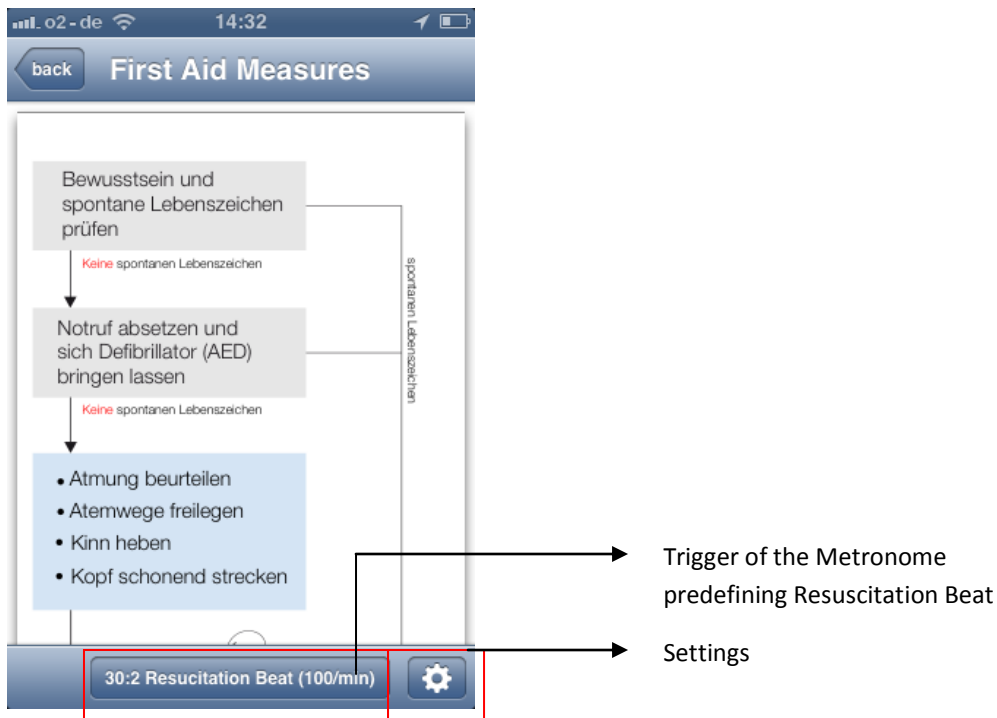 o2-de 14:32
back First Aid Measures
Bewusstsein und
spontane Lebenszeichen
prüfen
Keine spontanen Lebenszeichen
spontanen Lebenszeichen
Notruf absetzen und
sich Defibrillator (AED)
bringen lassen
Keine spontanen Lebenszeichen
• Atmung beurteilen
• Atemwege freilegen
• Kinn heben
• Kopf schonend strecken
30:2 Resucitation Beat (100/min)
Trigger of the Metronome
predefining Resuscitation Beat
Settings